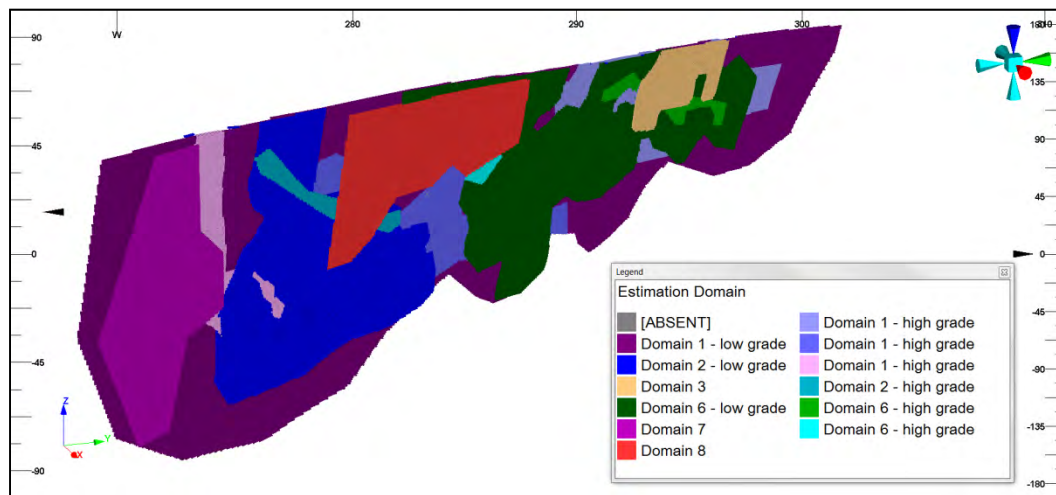 W
280
290
300
90
45
0
-45
-90
135
90
45
0
-45
-90
-135
-180
Z
Y
X
Legend
Estimation Domain
[ABSENT]
Domain 1 - low grade
Domain 2 - low grade
Domain 3
Domain 6 - low grade
Domain 7
Domain 8
Domain 1 - high grade
Domain 1 - high grade
Domain 1 - high grade
Domain 2 - high grade
Domain 6 - high grade
Domain 6 - high grade